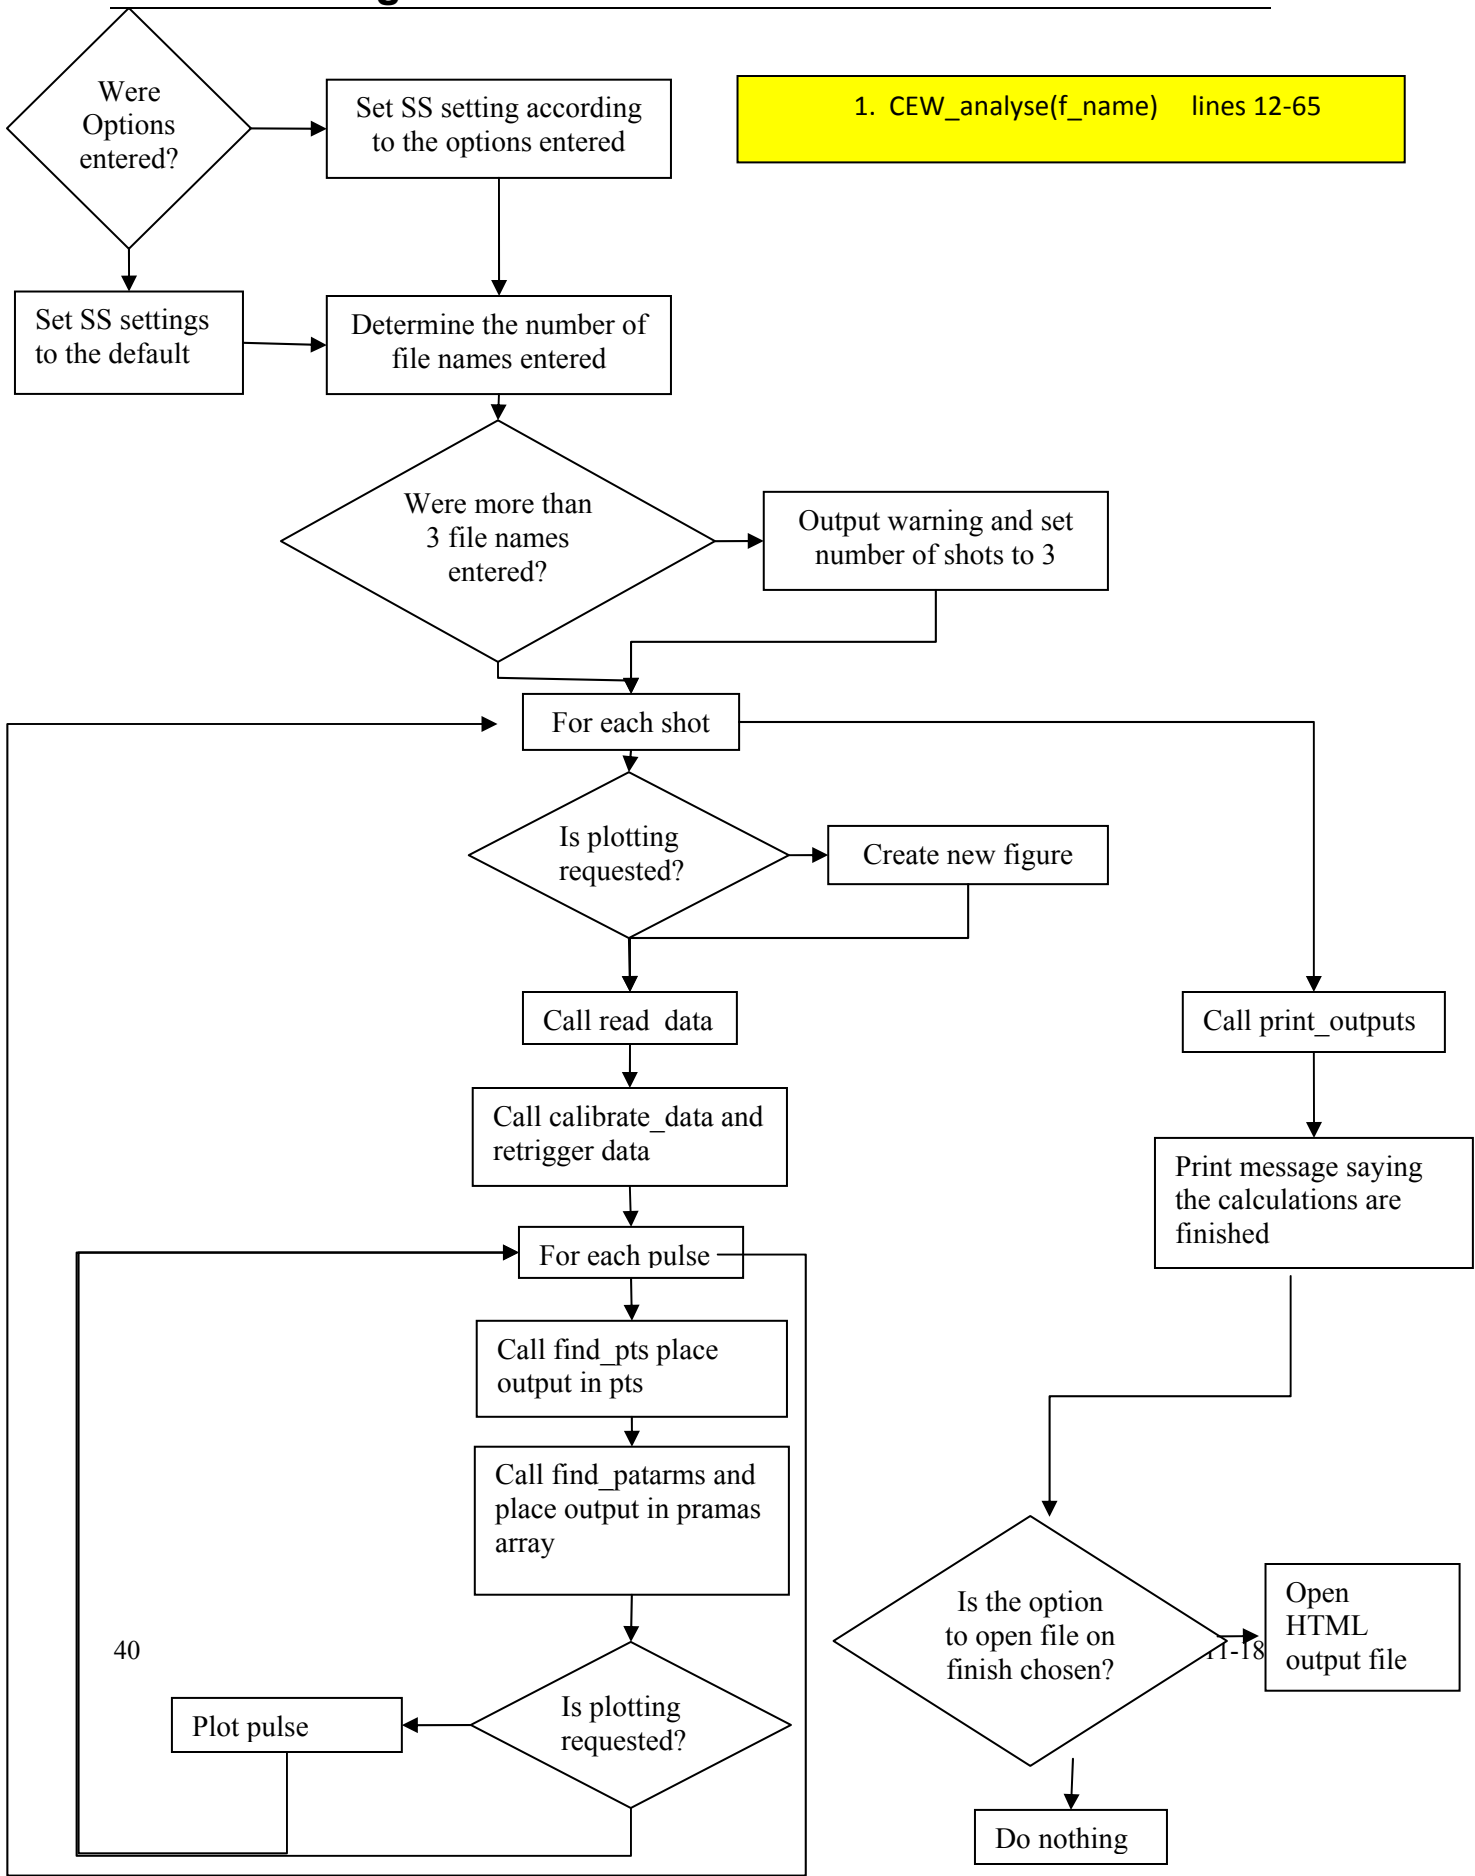 Were
Options
entered?
Set SS setting according
to the options entered
1. CEW_analyse(f_name) lines 12-65
Set SS settings
to the default
Determine the number of
file names entered
Were more than
3 file names
entered?
Output warning and set
number of shots to 3
For each shot
Is plotting
requested?
Create new figure
Call read_data
Call print_outputs
Call calibrate_data and
retrigger data
Print message saying
the calculations are
finished
For each pulse
Call find_pts place
output in pts
Call find_patarms and
place output in pramas
array
Is the option
to open file on
finish chosen?
Open
HTML
output file
40
11-18
Is plotting
requested?
Plot pulse
Do nothing